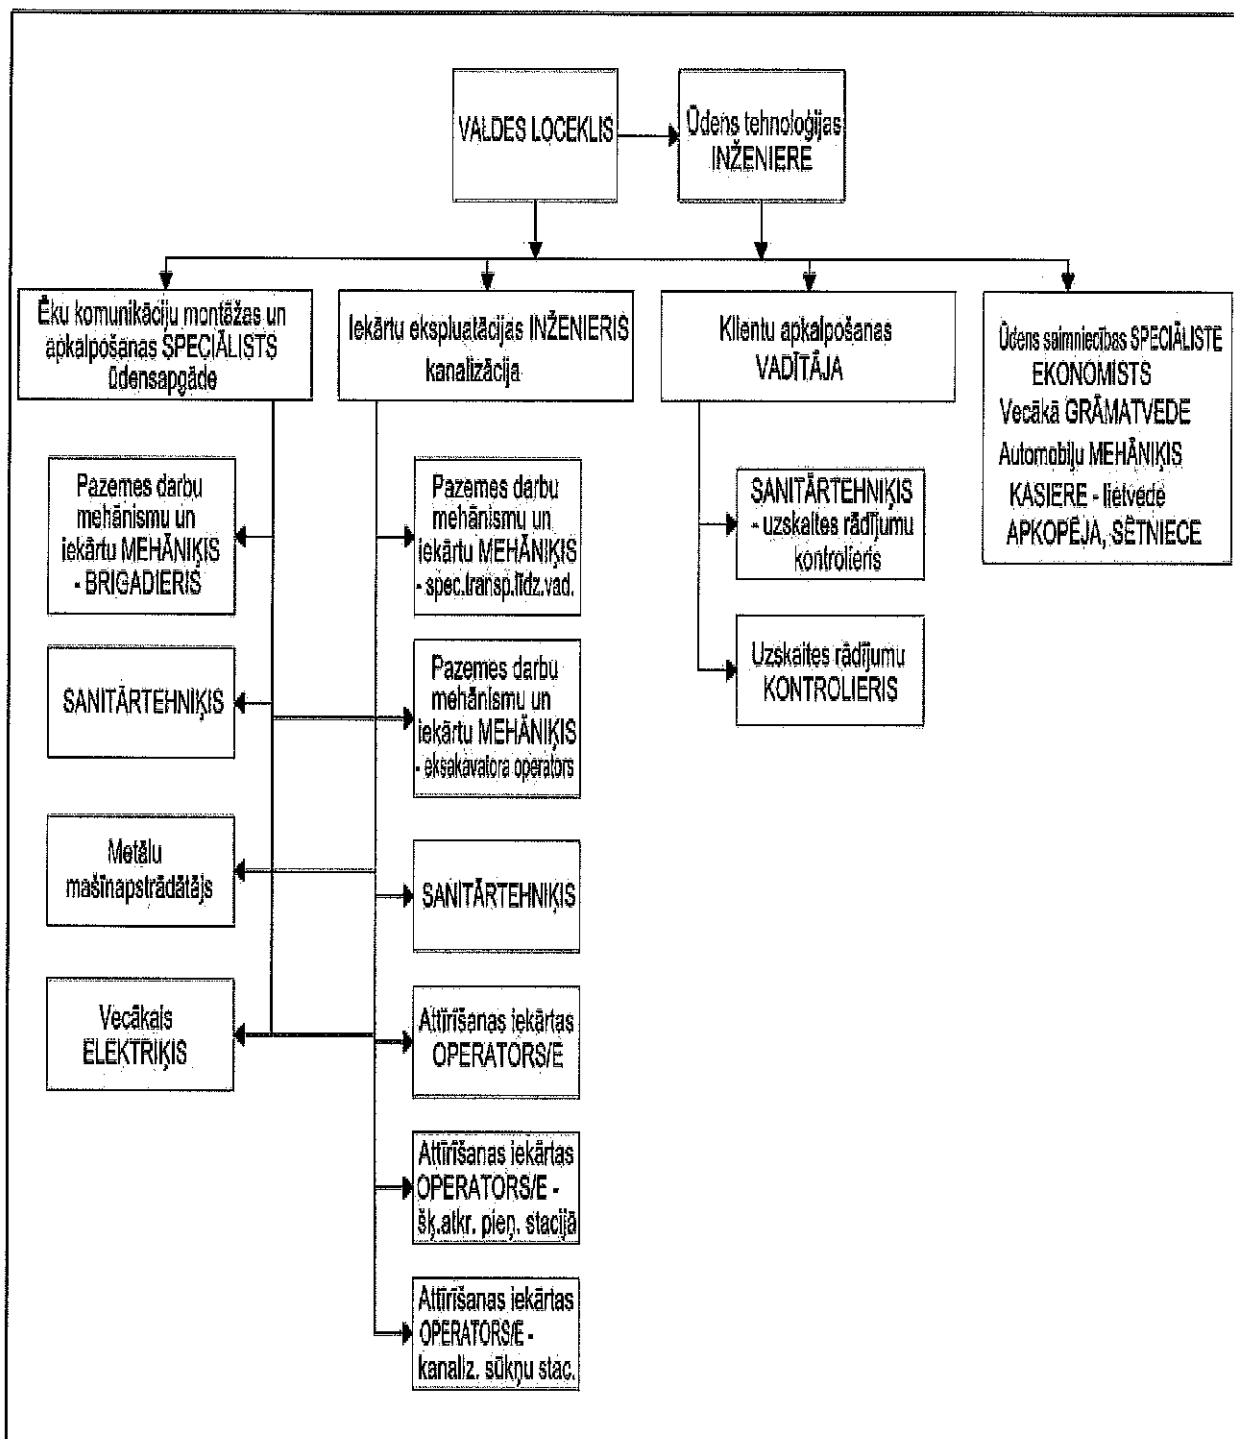 VALDES LOCEKLIS
Ūdens tehnoloģijas
INŽENIERE
Ēku komunikāciju montāžas un
apkalpošanas SPECIĀLISTS
ūdensapgāde
Iekārtu ekspluatācijas INŽENIERIS
kanalizācija
Klientu apkalpošanas
VADĪTĀJA
Ūdens saimniecības SPECIĀLISTE
EKONOMISTS
Vecākā GRĀMATVEDE
Automobiļu MEHĀNIĶIS
KASIERE - lietvede
APKOPĒJA, SĒTNIECE
Pazemes darbu
mehānismu un
iekārtu MEHĀNIĶIS
- BRIGADIERIS
SANITĀRTEHNIĶIS
Metālu
mašīnapstrādātājs
Vecākais
ELEKTRIĶIS
Pazemes darbu
mehānismu un
iekārtu MEHĀNIĶIS
- spec.transp.līdz.vad.
Pazemes darbu
mehānismu un
iekārtu MEHĀNIĶIS
- eksakavatora operators
SANITĀRTEHNIĶIS
Attīrīšanas iekārtas
OPERATORS/E
Attīrīšanas iekārtas
OPERATORS/E -
šķ.atkr. pieņ. stacijā
Attīrīšanas iekārtas
OPERATORS/E -
kanaliz. sūkņu stac.
SANITĀRTEHNIĶIS
- uzskaites rādījumu
kontrolieris
Uzskaites rādījumu
KONTROLIERIS